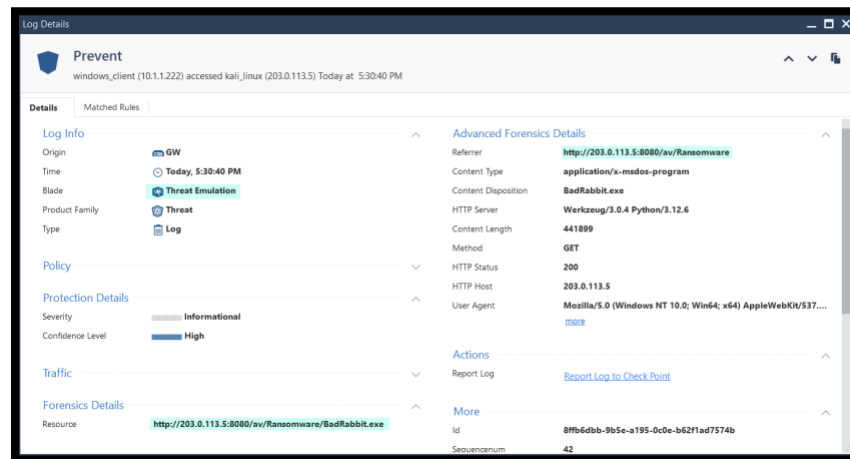 Log Details
Prevent
windows_client (10.1.1.222) accessed kali_linux (203.0.113.5) Today at 5:30:40 PM
Details Matched Rules
Log Info
Origin GW
Time Today, 5:30:40 PM
Blade Threat Emulation
Product Family Threat
Type Log
Policy
Protection Details
Severity Informational
Confidence Level High
Traffic
Forensics Details
Resource http://203.0.113.5:8080/av/Ransomware/BadRabbit.exe
Advanced Forensics Details
Referrer http://203.0.113.5:8080/av/Ransomware
Content Type application/x-msdos-program
Content Disposition BadRabbit.exe
HTTP Server Werkzeug/3.0.4 Python/3.12.6
Content Length 441899
Method GET
HTTP Status 200
HTTP Host 203.0.113.5
User Agent Mozilla/5.0 (Windows NT 10.0; Win64; x64) AppleWebKit/537....
more
Actions
Report Log Report Log to Check Point
More
Id 8ffb6dbb-9b5e-a195-0c0e-b62f1ad7574b
Sequencenum 42